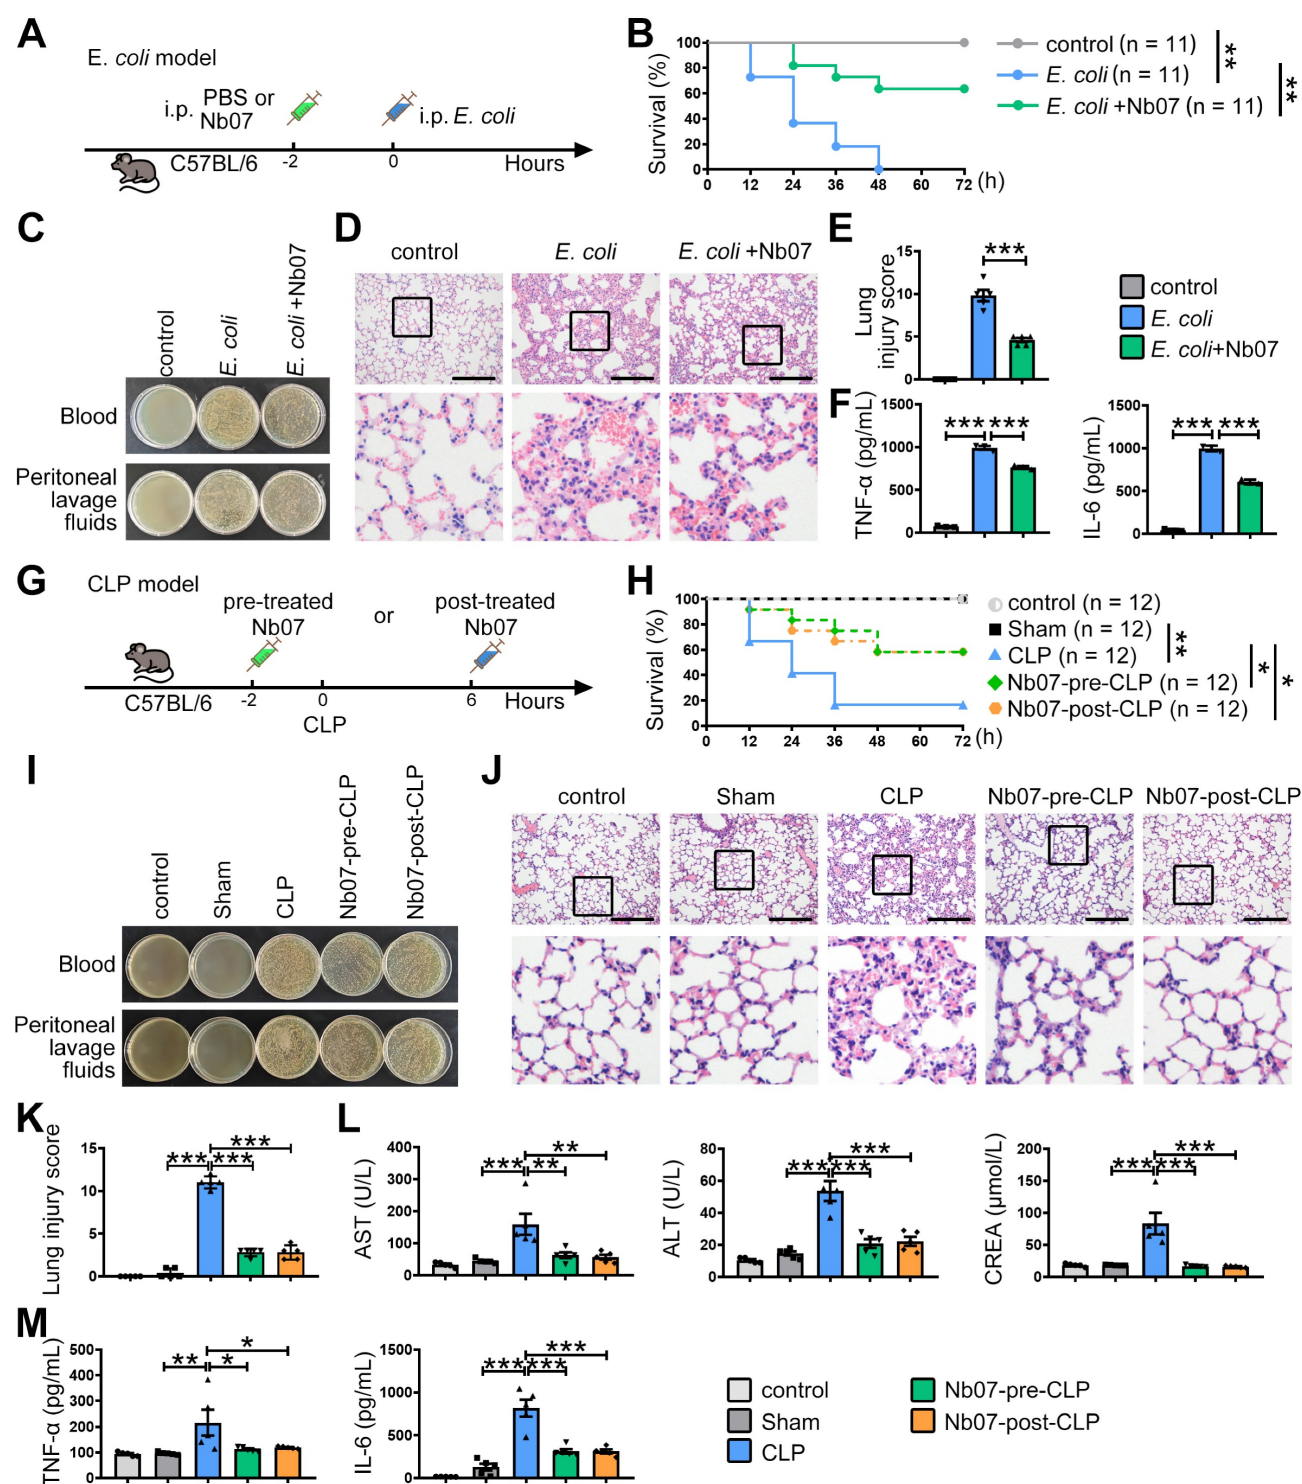 A
E. coli model
i.p. PBS or Nb07
i.p. E. coli
C57BL/6
-2
0
Hours
B
Survival (%)
100
80
60
40
20
0
0 12 24 36 48 60 72 (h)
control (n = 11)
E. coli (n = 11)
E. coli +Nb07 (n = 11)
**
**
C
control
E. coli
E. coli +Nb07
Blood
Peritoneal
lavage
fluids
D
control
E. coli
E. coli +Nb07
E
Lung
injury score
15
10
5
0
***
control
E. coli
E. coli+Nb07
F
TNF-α (pg/mL)
1500
1000
500
0
*** ***
IL-6 (pg/mL)
1500
1000
500
0
*** ***
G
CLP model
pre-treated
Nb07
or
post-treated
Nb07
C57BL/6
-2
0
6
Hours
CLP
H
Survival (%)
100
80
60
40
20
0
0 12 24 36 48 60 72 (h)
control (n = 12)
Sham (n = 12)
CLP (n = 12)
Nb07-pre-CLP (n = 12)
Nb07-post-CLP (n = 12)
**
*
*
I
control
Sham
CLP
Nb07-pre-CLP
Nb07-post-CLP
Blood
Peritoneal
lavage
fluids
J
control
Sham
CLP
Nb07-pre-CLP
Nb07-post-CLP
K
Lung injury score
15
10
5
0
***
*** ***
L
AST (U/L)
400
300
200
100
0
**
*** **
ALT (U/L)
80
60
40
20
0
***
*** ***
CREA (μmol/L)
200
150
100
50
0
***
*** ***
M
TNF-α (pg/mL)
500
400
300
200
100
0
*
** *
IL-6 (pg/mL)
1500
1000
500
0
***
*** ***
control
Sham
CLP
Nb07-pre-CLP
Nb07-post-CLP